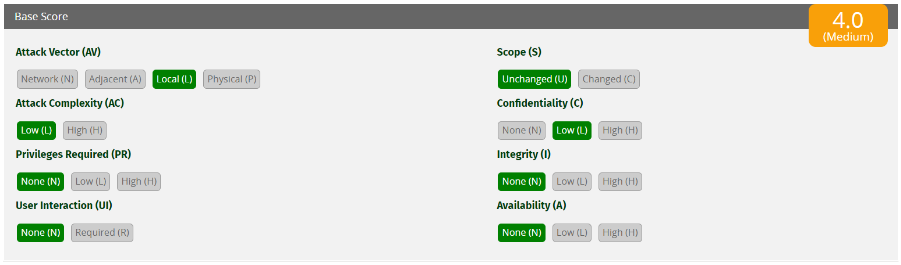 Base Score
4.0
(Medium)
Attack Vector (AV)
Network (N) Adjacent (A) Local (L) Physical (P)
Attack Complexity (AC)
Low (L) High (H)
Privileges Required (PR)
None (N) Low (L) High (H)
User Interaction (UI)
None (N) Required (R)
Scope (S)
Unchanged (U) Changed (C)
Confidentiality (C)
None (N) Low (L) High (H)
Integrity (I)
None (N) Low (L) High (H)
Availability (A)
None (N) Low (L) High (H)